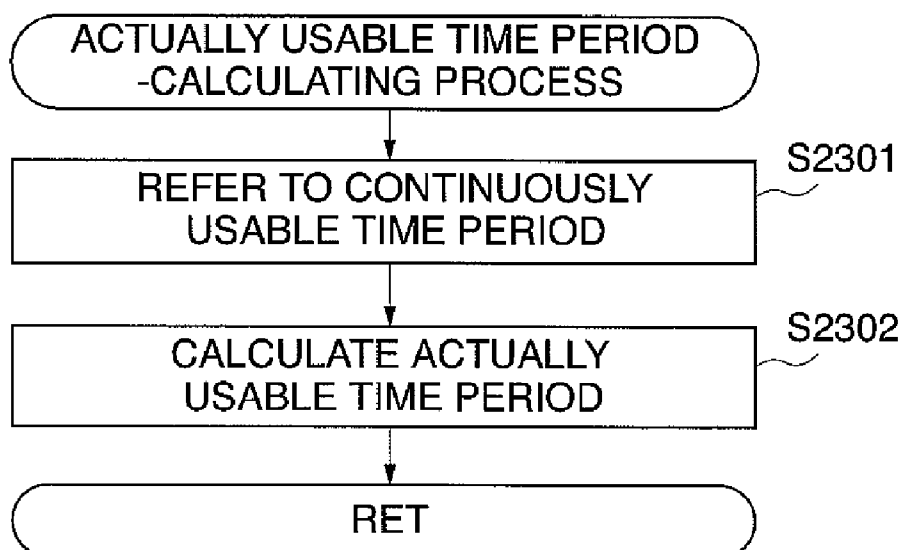 ACTUALLY USABLE TIME PERIOD
-CALCULATING PROCESS
S2301
REFER TO CONTINUOUSLY
USABLE TIME PERIOD
S2302
CALCULATE ACTUALLY
USABLE TIME PERIOD
RET